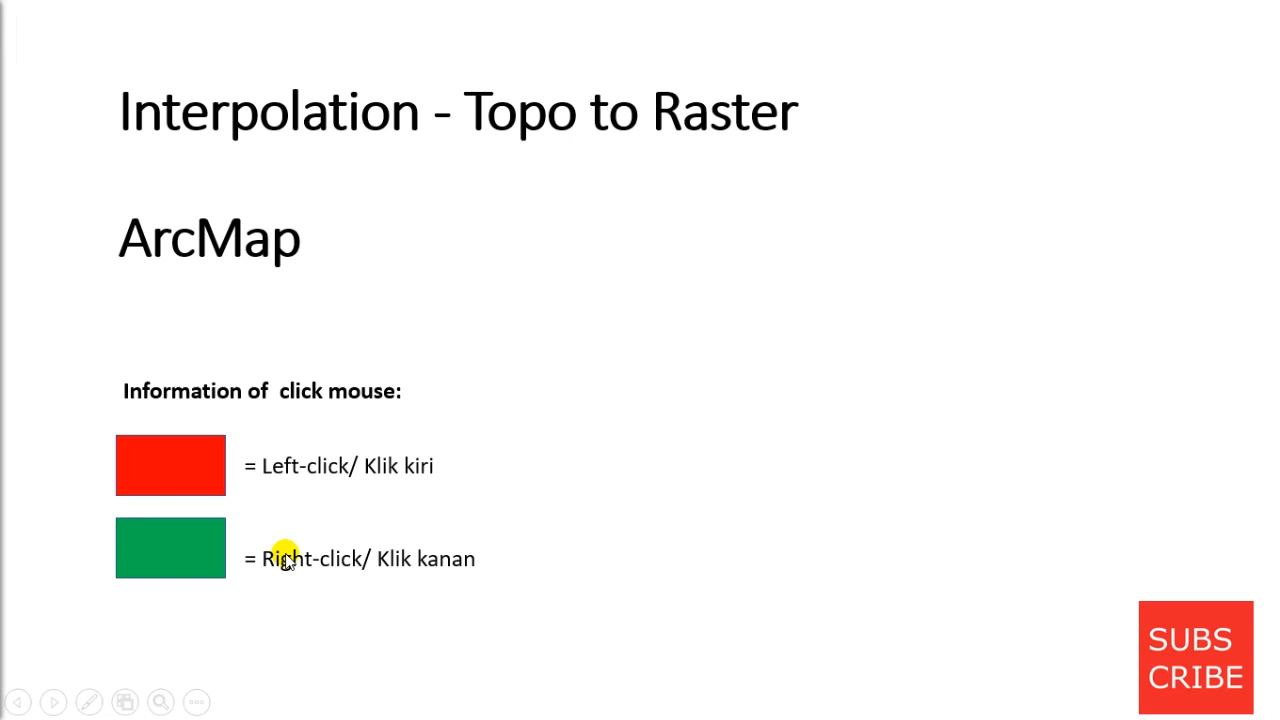 Interpolation - Topo to Raster
ArcMap
Information of click mouse:
= Left-click/ Klik kiri
= Right-click/ Klik kanan
SUBS
CRIBE